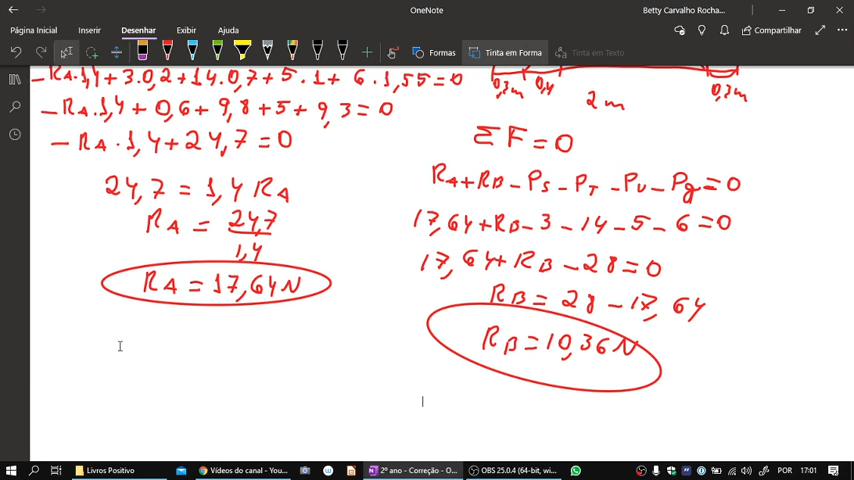 OneNote
Betty Carvalho Rocha...
Página Inicial Inserir Desenhar Exibir Ajuda
Compartilhar
Formas
Tinta em Forma
Tinta em Texto
-RA.1,4+3.0,2+14.0,7+5.1+6.1,55=0
-RA.1,4+0,6+9,8+5+9,3=0
-RA.1,4+24,7=0
24,7=1,4RA
RA=24,7
1,4
RA=17,64N
0,3m 0,4 2m 0,3m
ΣF=0
RA+RB-PS-PT-PU-Pg=0
17,64+RB-3-14-5-6=0
17,64+RB-28=0
RB=28-17,64
RB=10,36N
Livros Positivo
Vídeos do canal - You...
2º ano - Correção - O...
OBS 25.0.4 (64-bit, wi...
POR 17:01